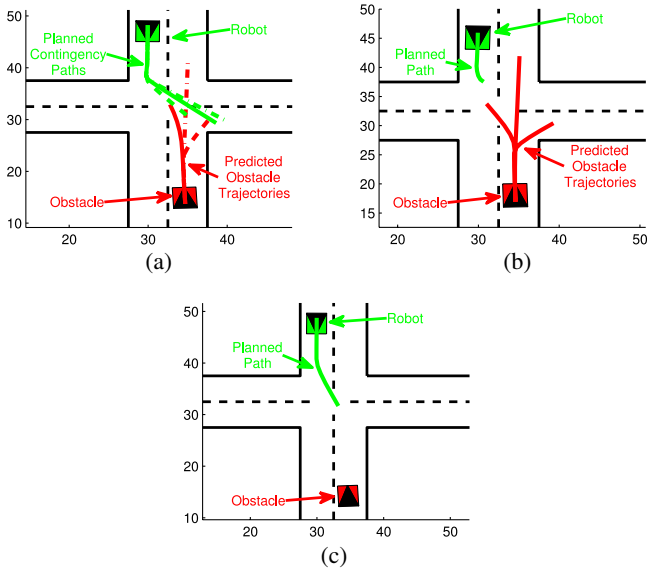 50
40
30
20
10
20
30
40
Planned
Contingency
Paths
Robot
Predicted
Obstacle
Trajectories
Obstacle
(a)
50
45
40
35
30
25
20
15
20
30
40
50
Robot
Planned
Path
Predicted
Obstacle
Trajectories
Obstacle
(b)
50
40
30
20
10
20
30
40
50
Robot
Planned
Path
Obstacle
(c)